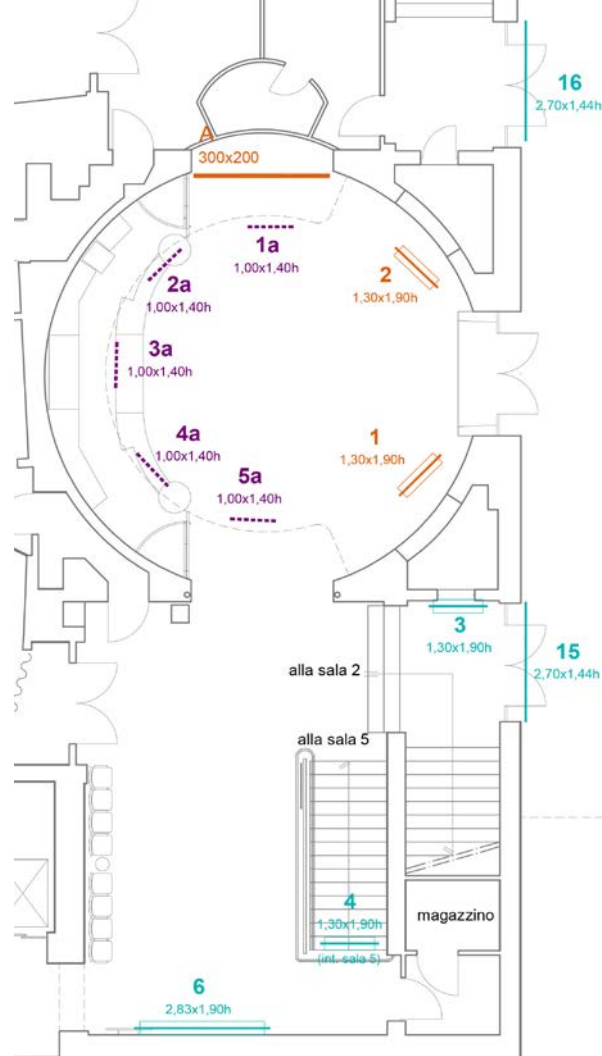 16
2,70x1,44h
A
300x200
1a
1,00x1,40h
2
1,30x1,90h
2a
1,00x1,40h
3a
1,00x1,40h
4a
1,00x1,40h
1
1,30x1,90h
5a
1,00x1,40h
3
1,30x1,90h
15
2,70x1,44h
alla sala 2
alla sala 5
4
1,30x1,90h
(int. sala 5)
magazzino
6
2,83x1,90h